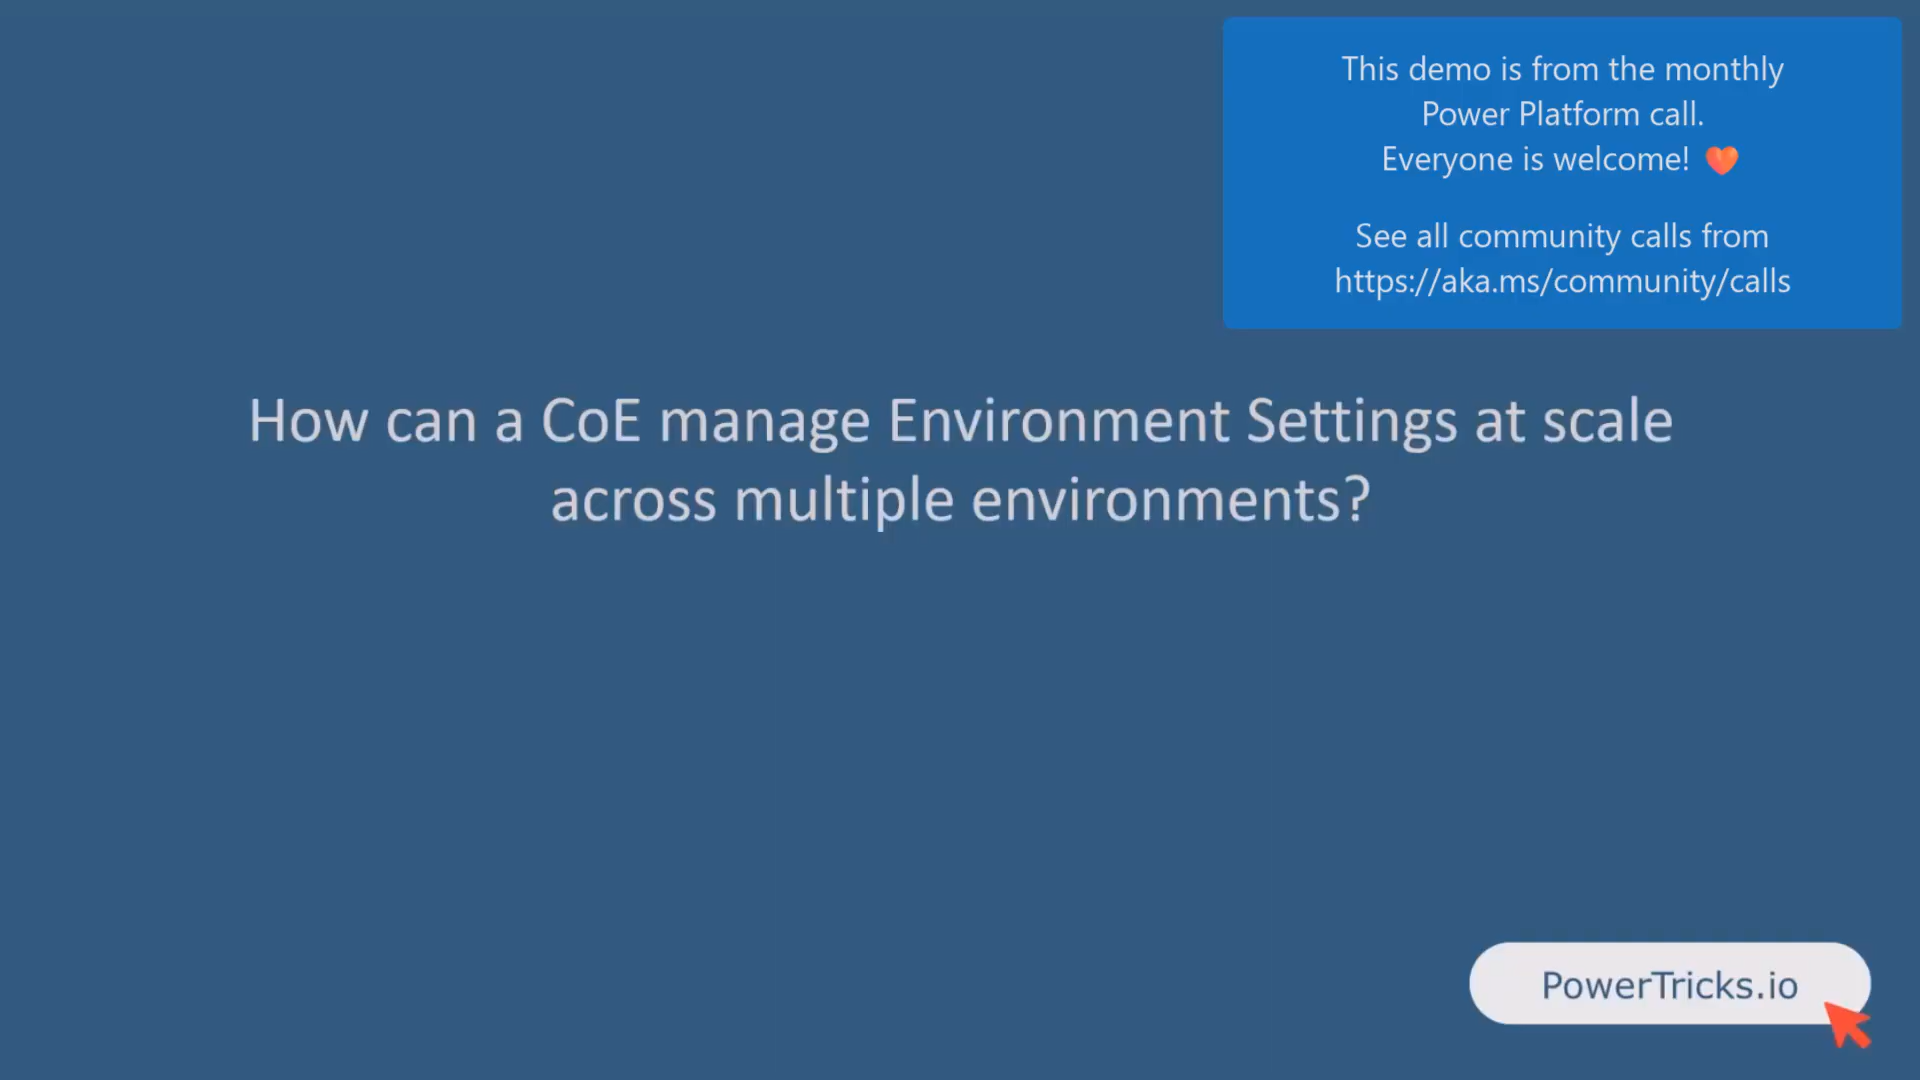 This demo is from the monthly
Power Platform call.
Everyone is welcome!
See all community calls from
https://aka.ms/community/calls
How can a CoE manage Environment Settings at scale
across multiple environments?
PowerTricks.io